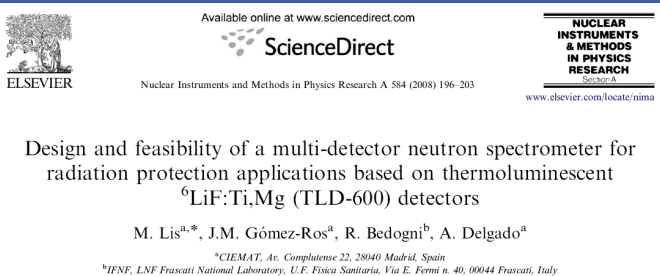 Available online at www.sciencedirect.com
ScienceDirect
ELSEVIER
Nuclear Instruments and Methods in Physics Research A 584 (2008) 196–203
NUCLEAR
INSTRUMENTS
& METHODS
IN PHYSICS
RESEARCH
Section A
www.elsevier.com/locate/nima
Design and feasibility of a multi-detector neutron spectrometer for
radiation protection applications based on thermoluminescent
⁶LiF:Ti,Mg (TLD-600) detectors
M. Lisᵃ,*, J.M. Gómez-Rosᵃ, R. Bedogniᵇ, A. Delgadoᵃ
ᵃCIEMAT, Av. Complutense 22, 28040 Madrid, Spain
ᵇIFNF, LNF Frascati National Laboratory, U.F. Fisica Sanitaria, Via E. Fermi n. 40, 00044 Frascati, Italy